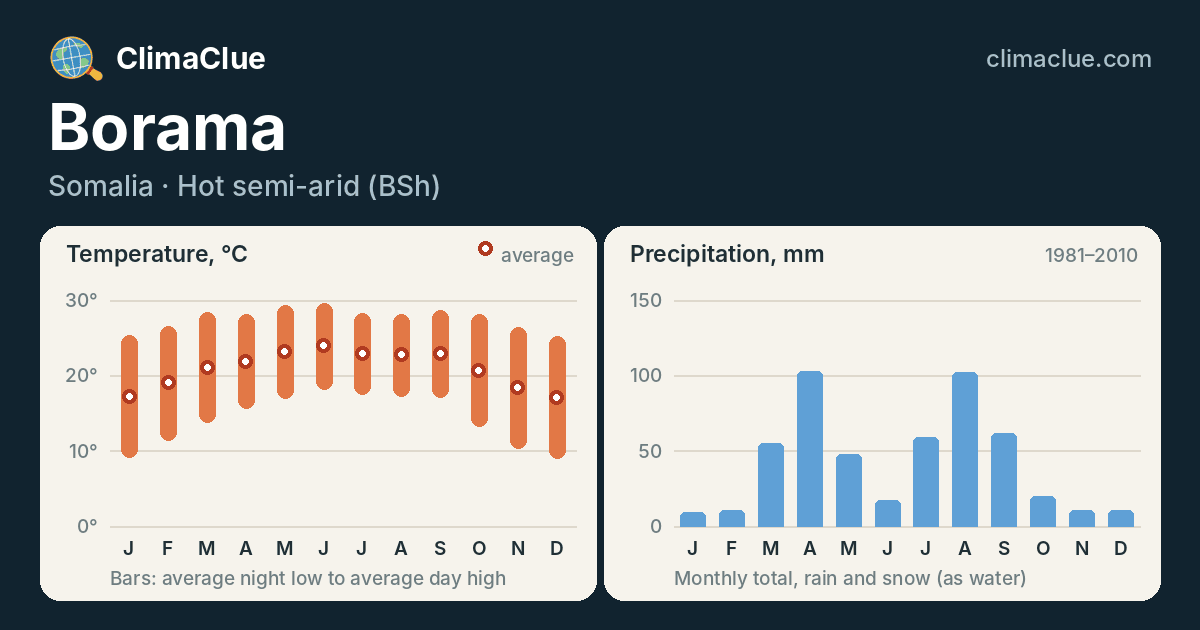 ClimaClue
climaclue.com
Borama
Somalia · Hot semi-arid (BSh)
Temperature, °C
average
30°
20°
10°
0°
J F M A M J J A S O N D
Bars: average night low to average day high
Precipitation, mm
1981–2010
150
100
50
0
J F M A M J J A S O N D
Monthly total, rain and snow (as water)